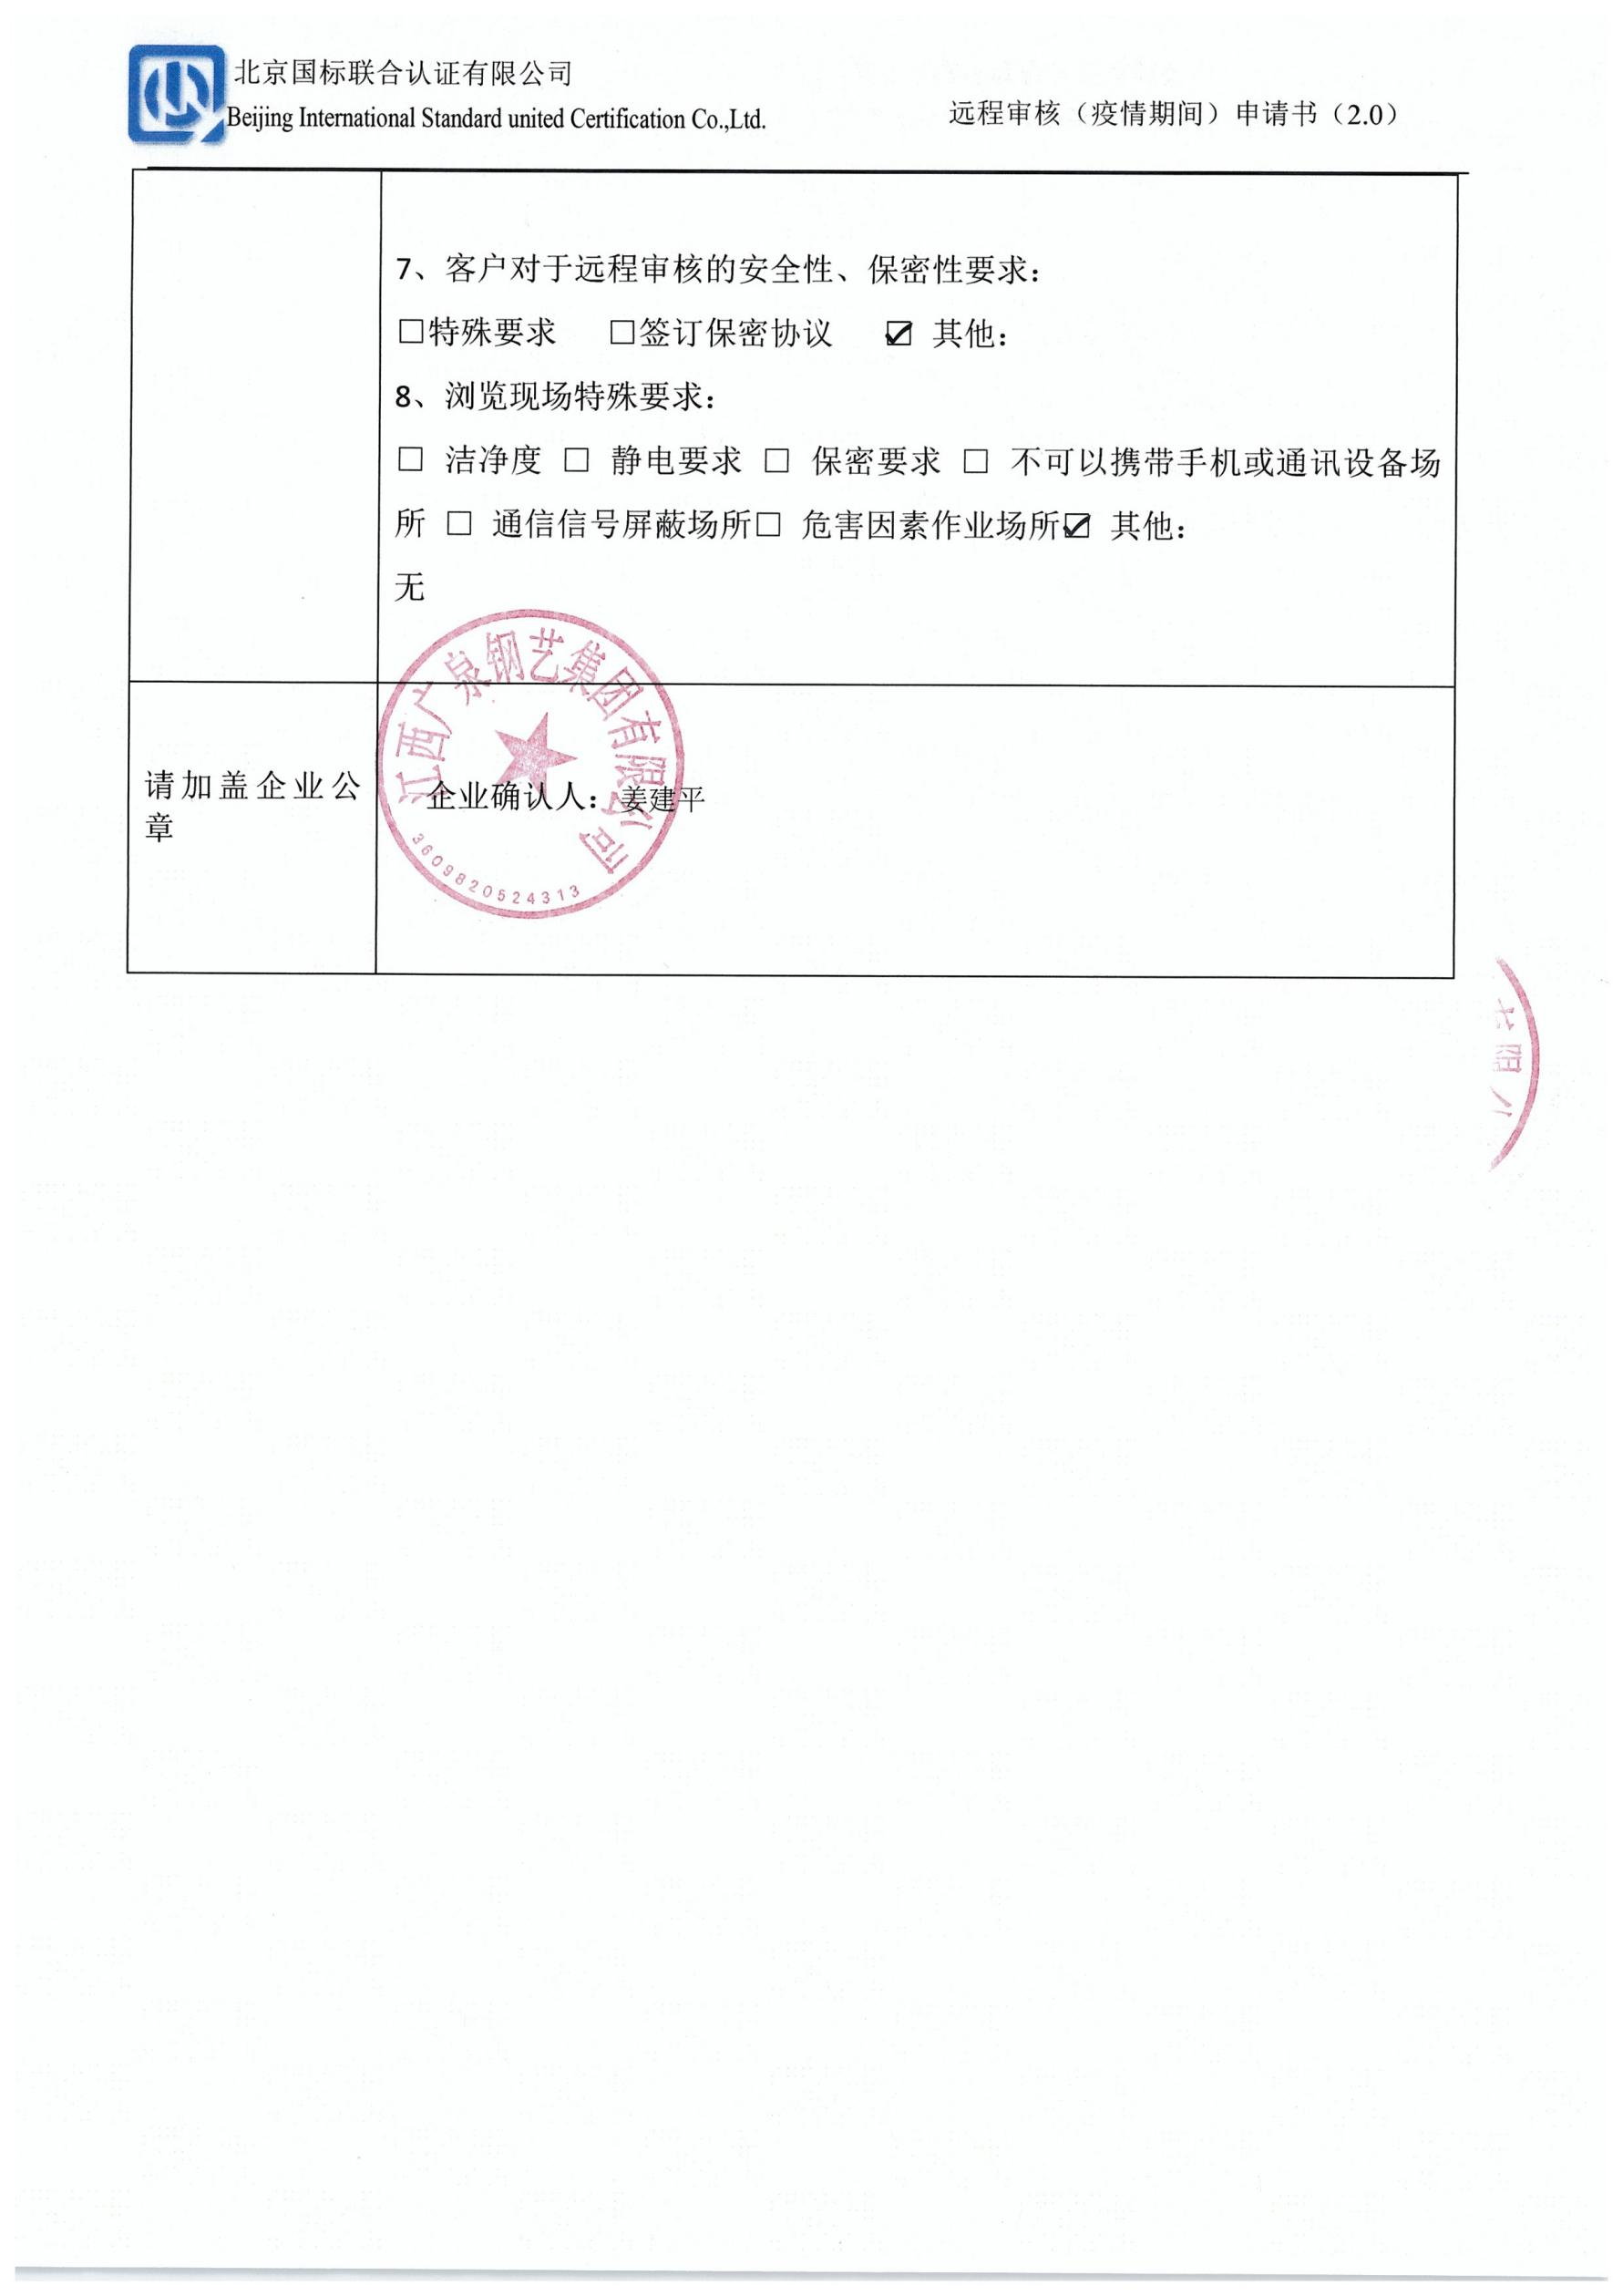 北京国标联合认证有限公司
Beijing International Standard united Certification Co.,Ltd.
远程审核（疫情期间）申请书（2.0）
7、客户对于远程审核的安全性、保密性要求：
□特殊要求 □签订保密协议 ☑ 其他：
8、浏览现场特殊要求：
□ 洁净度 □ 静电要求 □ 保密要求 □ 不可以携带手机或通讯设备场
所 □ 通信信号屏蔽场所□ 危害因素作业场所☑ 其他：
无
江西广泉钢艺集团有限公司
请加盖企业公
章
企业确认人：姜建平
3609820524313
限